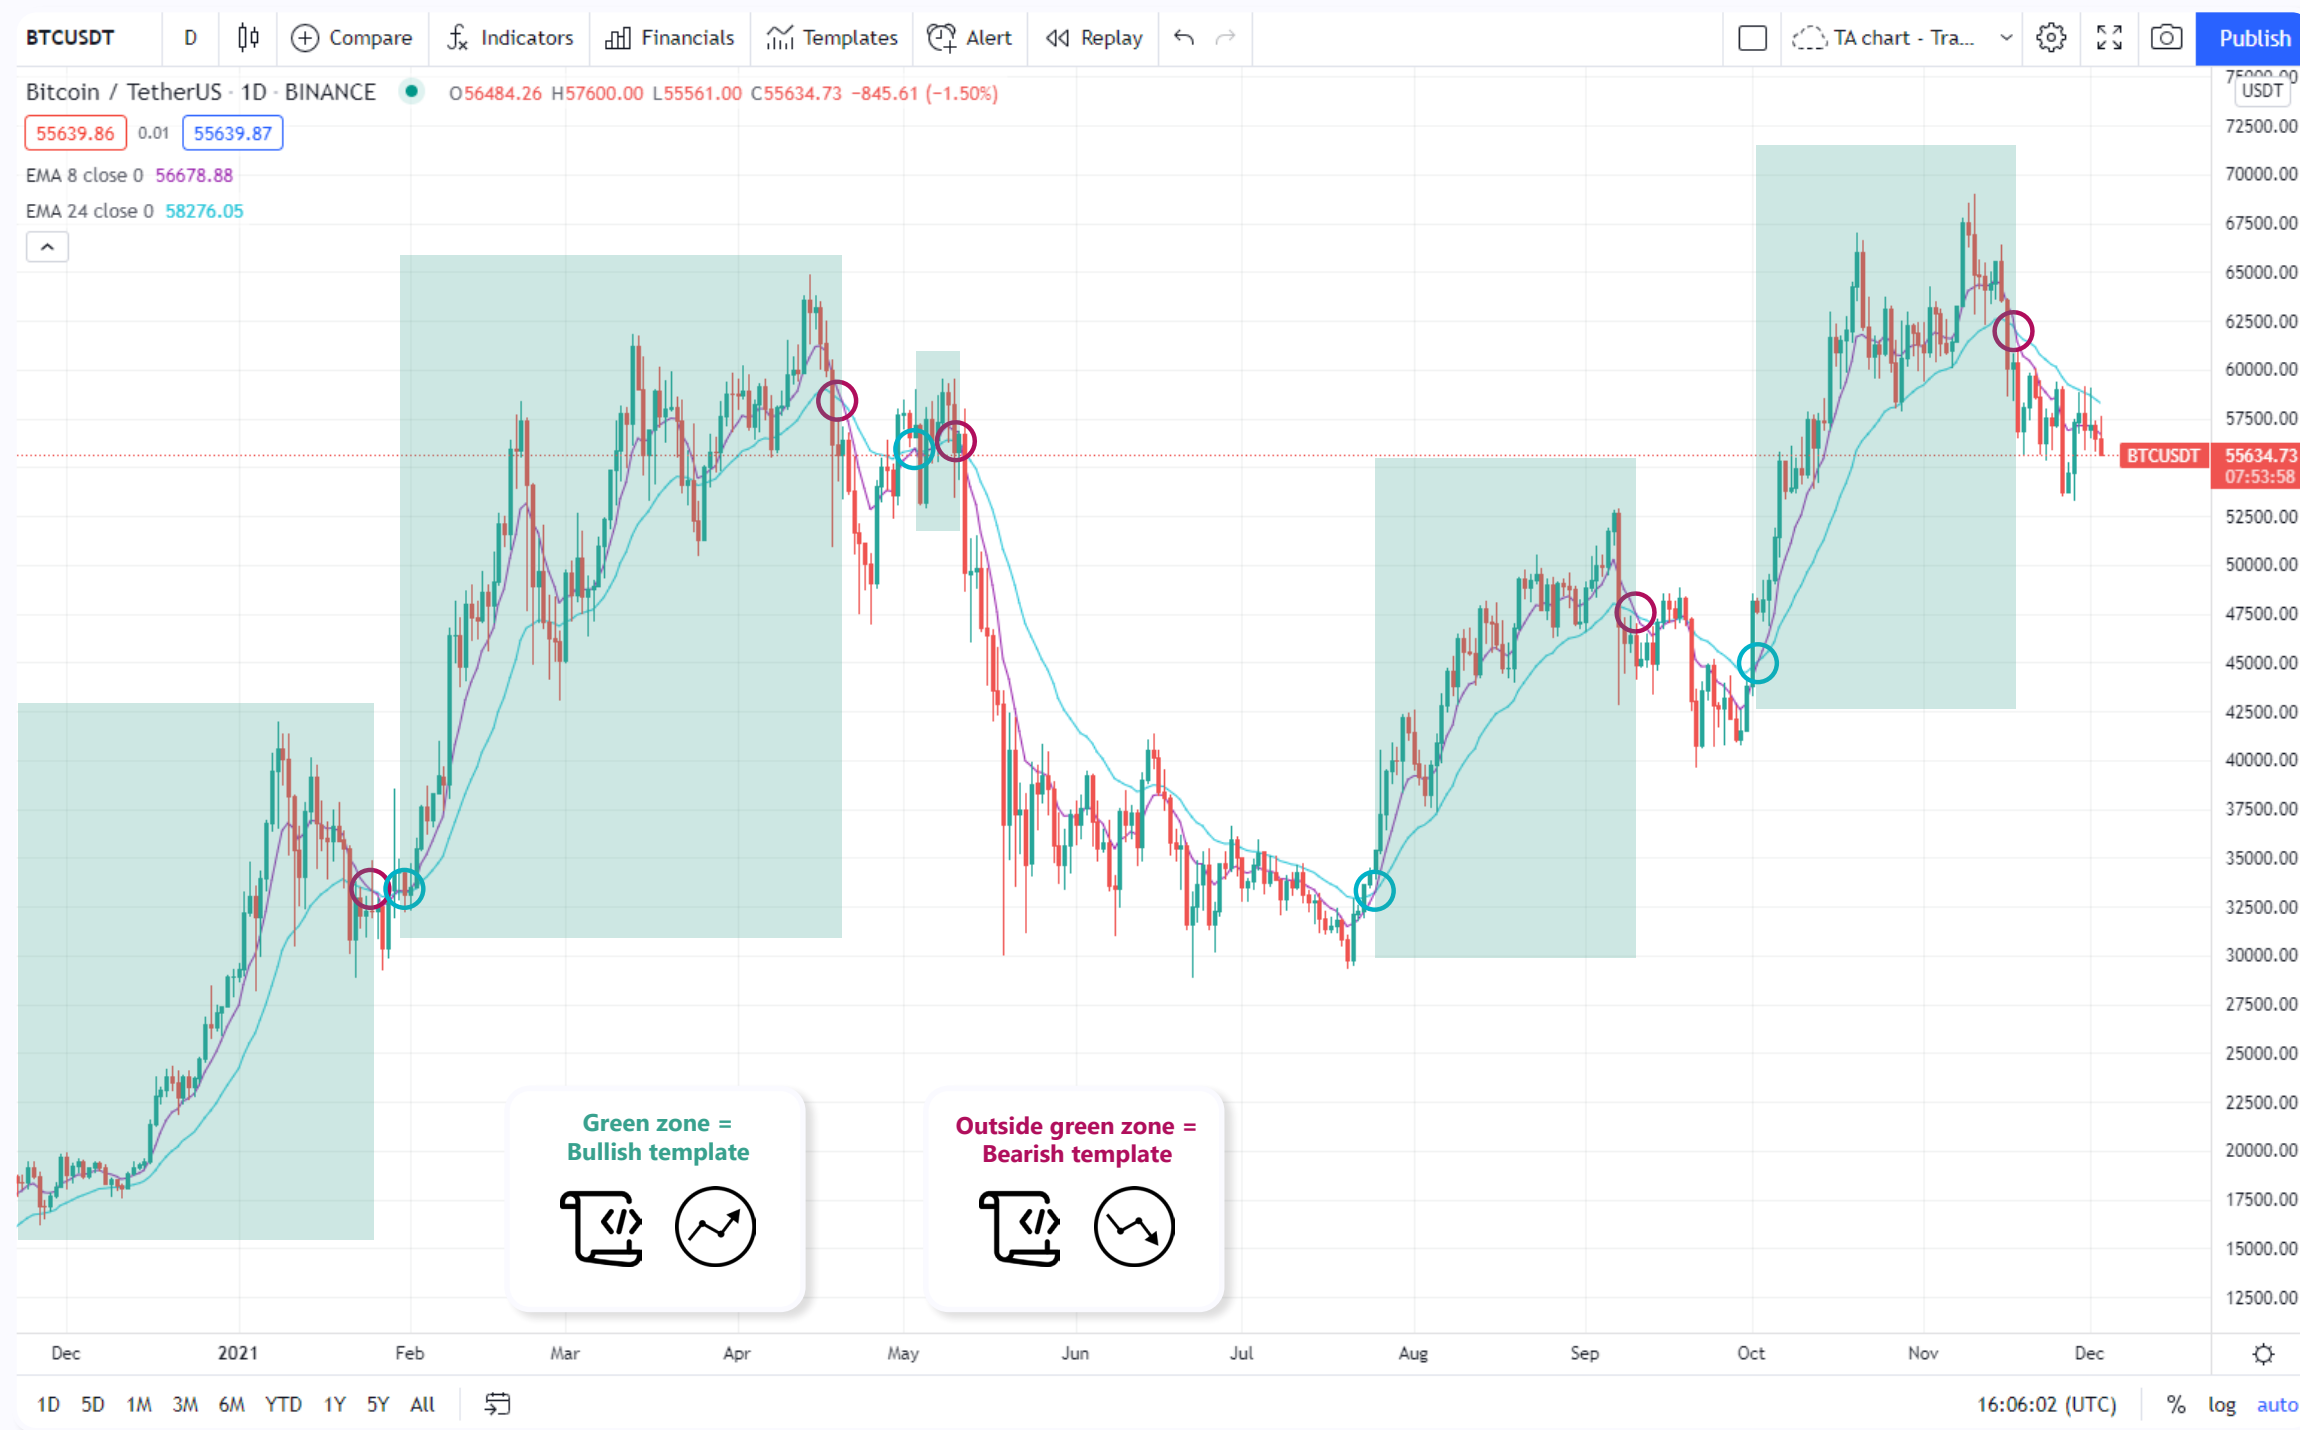 BTCUSDT D Compare Indicators Financials Templates Alert Replay TA chart - Tra... Publish
Bitcoin / TetherUS · 1D · BINANCE O56484.26 H57600.00 L55561.00 C55634.73 −845.61 (−1.50%)
55639.86 0.01 55639.87
EMA 8 close 0 56678.88
EMA 24 close 0 58276.05
75000.00
USDT
72500.00
70000.00
67500.00
65000.00
62500.00
60000.00
57500.00
BTCUSDT 55634.73
07:53:58
52500.00
50000.00
47500.00
45000.00
42500.00
40000.00
37500.00
35000.00
32500.00
30000.00
27500.00
25000.00
22500.00
20000.00
17500.00
15000.00
12500.00
Green zone =
Bullish template
</>
Outside green zone =
Bearish template
</>
Dec 2021 Feb Mar Apr May Jun Jul Aug Sep Oct Nov Dec
1D 5D 1M 3M 6M YTD 1Y 5Y All 16:06:02 (UTC) % log auto